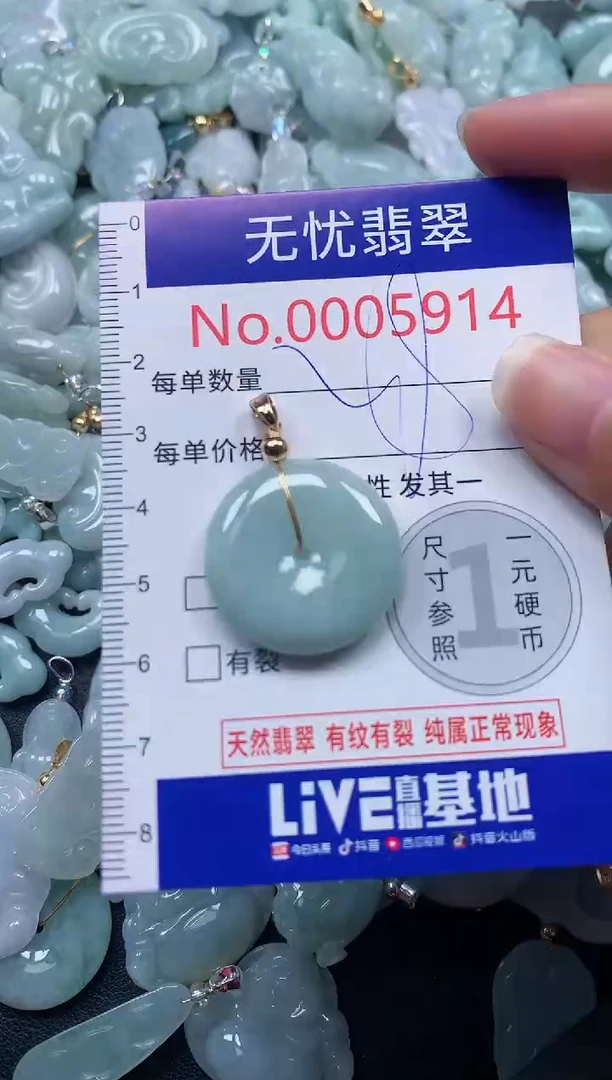 0
无忧翡翠
1
No.0005914
2
每单数量
3
每单价格
性 发其一
4
尺寸参照
1
一元硬币
5
6
有裂
天然翡翠 有纹有裂 纯属正常现象
7
LiVE直播基地
8
今日头条 抖音 西瓜视频 抖音火山版